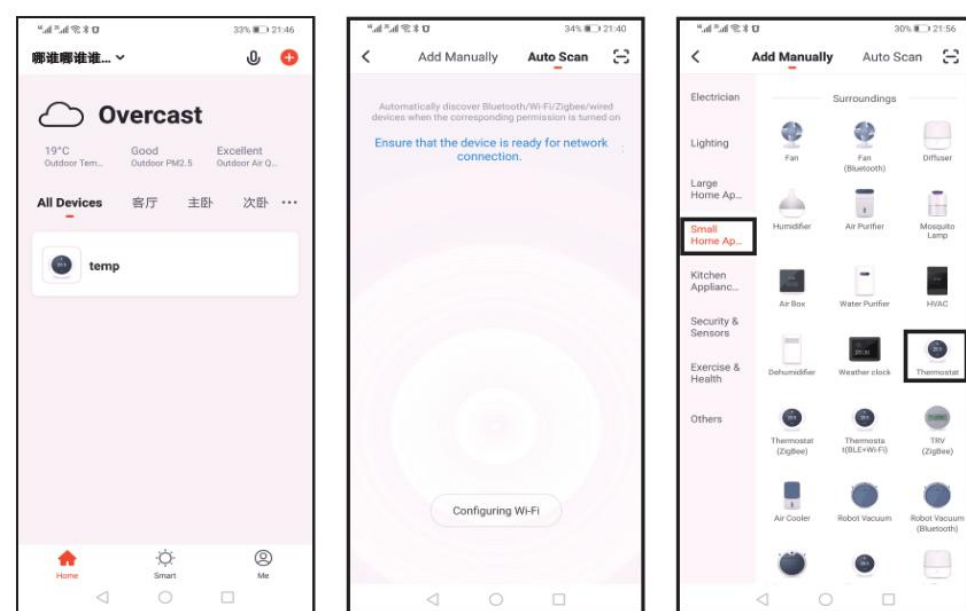 33% 21:46
哪谁哪谁谁...
Overcast
19°C Good Excellent
Outdoor Tem... Outdoor PM2.5 Outdoor Air Q...
All Devices 客厅 主卧 次卧 ...
temp
Home Smart Me
34% 21:40
Add Manually Auto Scan
Automatically discover Bluetooth/Wi-Fi/Zigbee/wired
devices when the corresponding permission is turned on
Ensure that the device is ready for network
connection.
Configuring Wi-Fi
30% 21:56
Add Manually Auto Scan
Electrician
Lighting
Large
Home Ap...
Small
Home Ap...
Kitchen
Applianc...
Security &
Sensors
Exercise &
Health
Others
Surroundings
Fan
Fan
(Bluetooth)
Diffuser
Humidifier
Air Purifier
Mosquito
Lamp
Air Box
Water Purifier
HVAC
Dehumidifier
Weather clock
Thermostat
Thermostat
(ZigBee)
Thermosta
t(BLE+Wi-Fi)
TRV
(ZigBee)
Air Cooler
Robot Vacuum
Robot Vacuum
(Bluetooth)